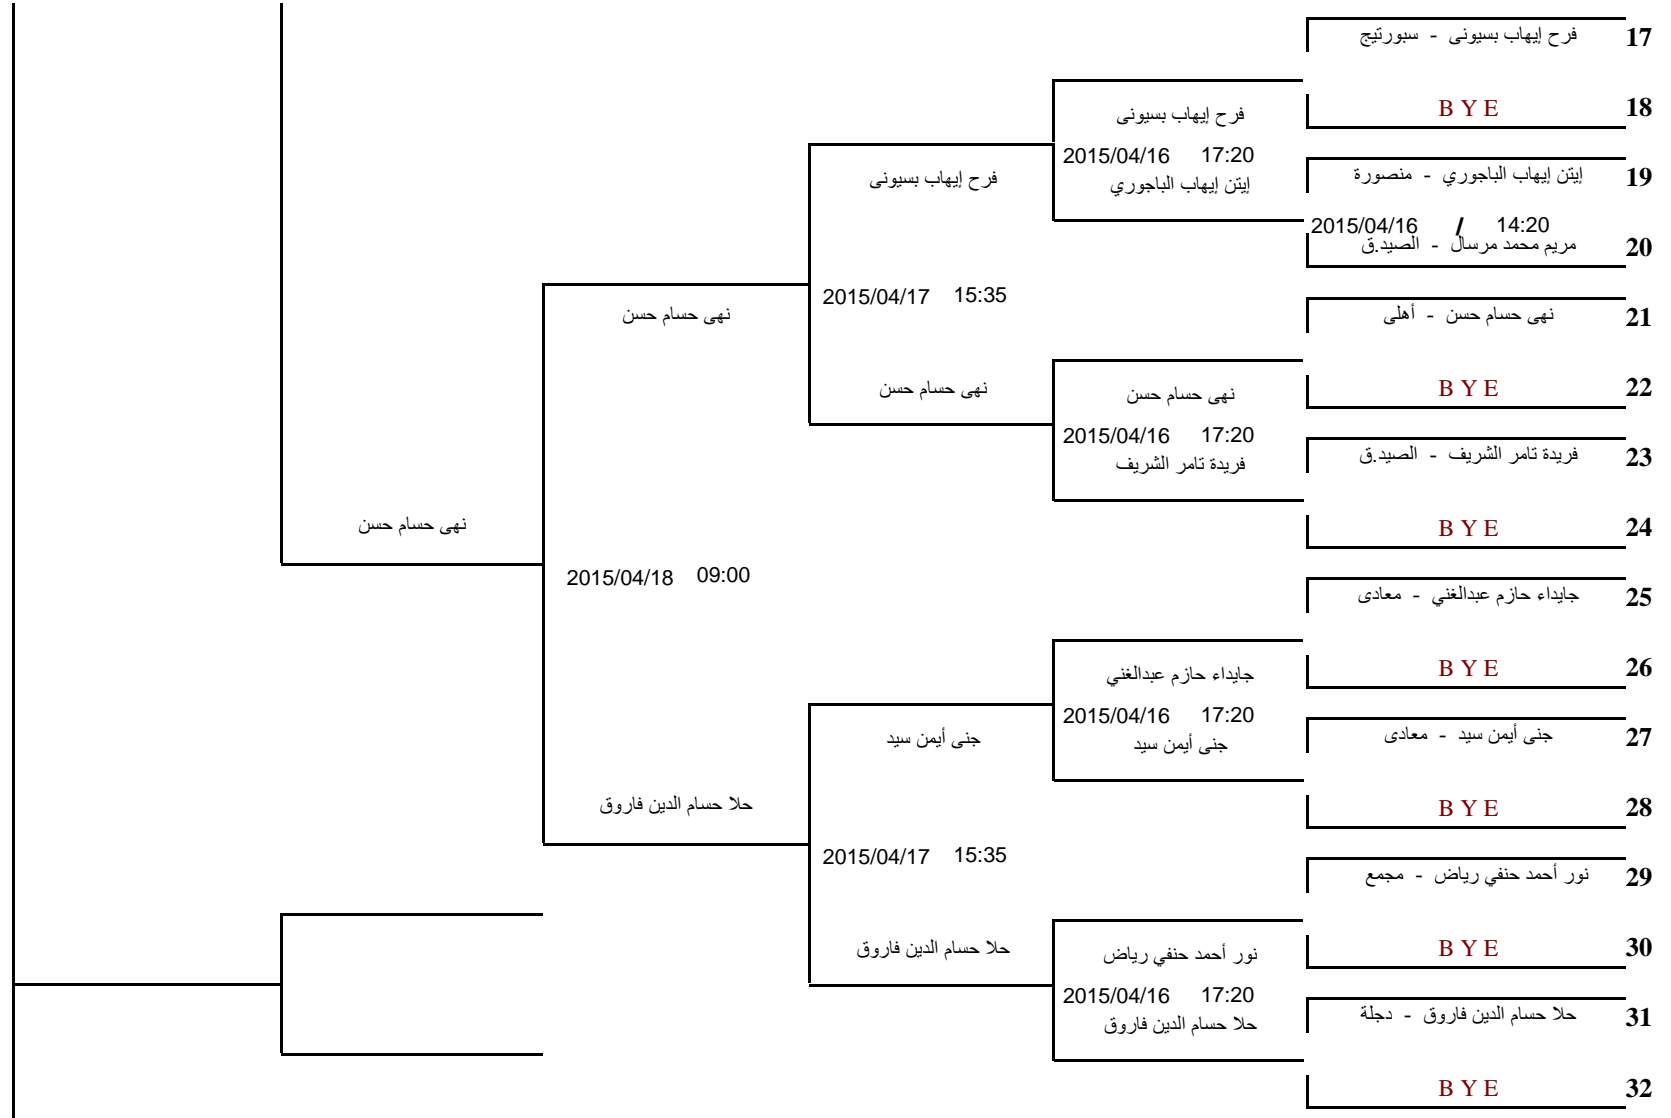 فرح إيهاب بسيونى - سبورتيج 17
B Y E 18
فرح إيهاب بسيونى
2015/04/16 17:20
إيتن إيهاب الباجوري
إيتن إيهاب الباجوري - منصورة 19
2015/04/16 / 14:20
مريم محمد مرسال - الصيد.ق 20
فرح إيهاب بسيونى
2015/04/17 15:35
نهى حسام حسن
نهى حسام حسن - أهلى 21
B Y E 22
نهى حسام حسن
2015/04/16 17:20
فريدة تامر الشريف
فريدة تامر الشريف - الصيد.ق 23
B Y E 24
نهى حسام حسن
2015/04/18 09:00
حلا حسام الدين فاروق
نهى حسام حسن
جايداء حازم عبدالغني - معادى 25
B Y E 26
جايداء حازم عبدالغني
2015/04/16 17:20
جنى أيمن سيد
جنى أيمن سيد - معادى 27
B Y E 28
جنى أيمن سيد
2015/04/17 15:35
حلا حسام الدين فاروق
نور أحمد حنفي رياض - مجمع 29
B Y E 30
نور أحمد حنفي رياض
2015/04/16 17:20
حلا حسام الدين فاروق
حلا حسام الدين فاروق - دجلة 31
B Y E 32